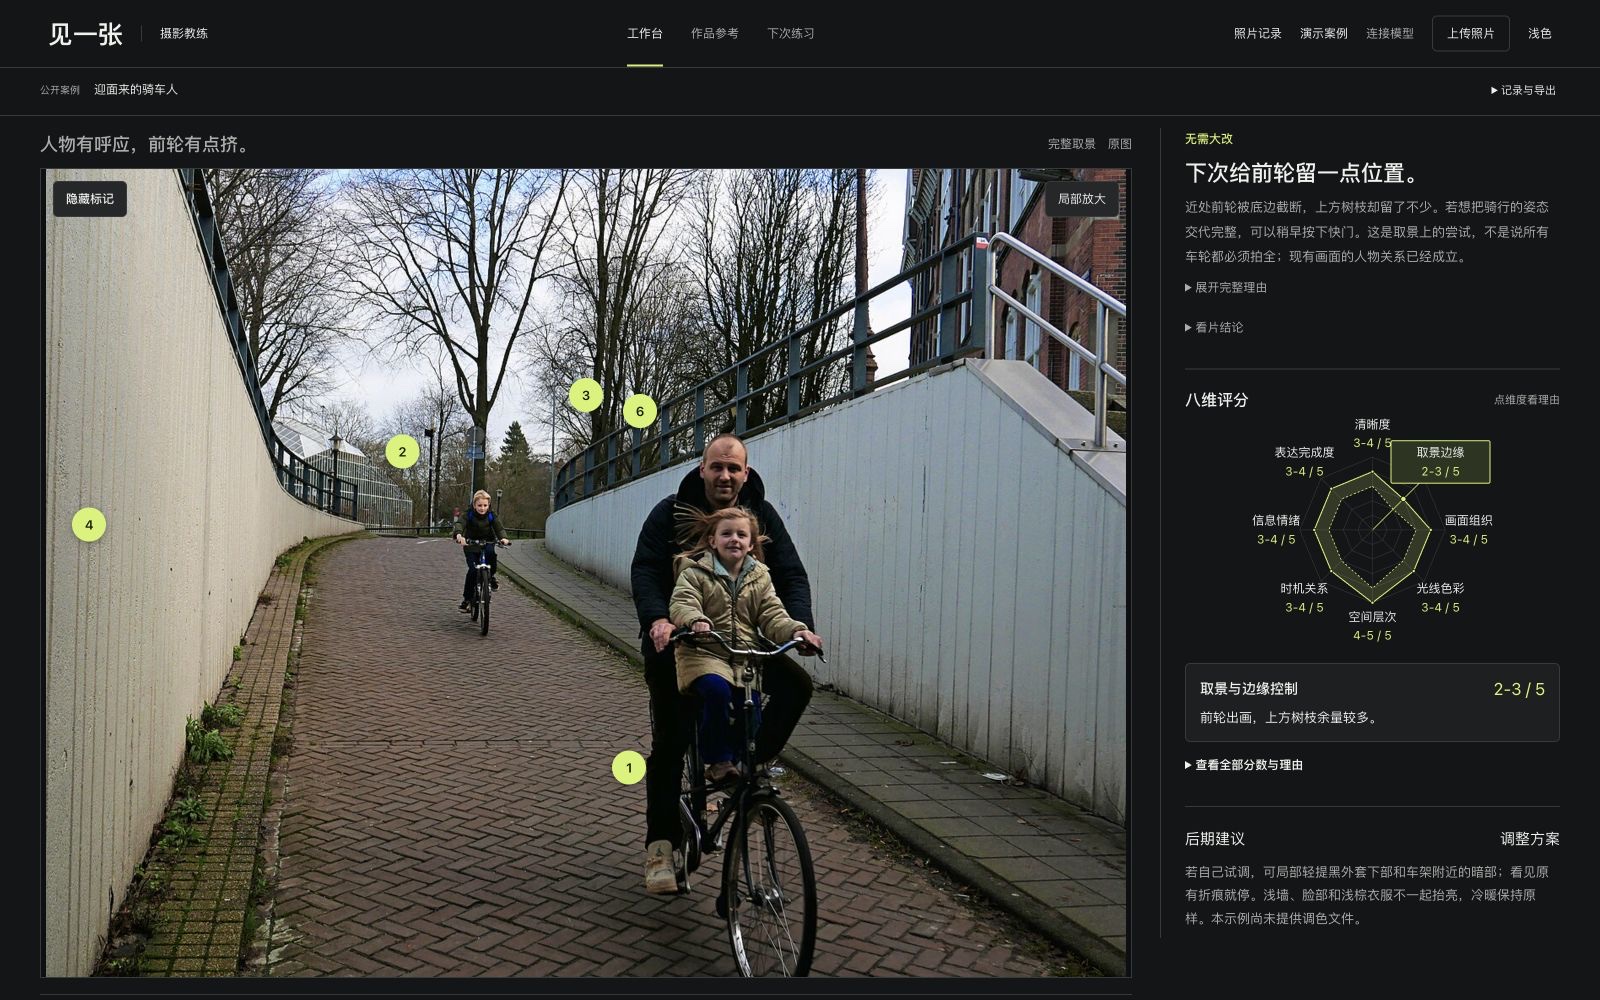 见一张
摄影教练
工作台
作品参考
下次练习
照片记录
演示案例
连接模型
上传照片
浅色
公开案例
迎面来的骑车人
▶ 记录与导出
人物有呼应，前轮有点挤。
完整取景
原图
隐藏标记
局部放大
3
6
2
4
1
无需大改
下次给前轮留一点位置。
近处前轮被底边截断，上方树枝却留了不少。若想把骑行的姿态
交代完整，可以稍早按下快门。这是取景上的尝试，不是说所有
车轮都必须拍全；现有画面的人物关系已经成立。
▶ 展开完整理由
▶ 看片结论
八维评分
点维度看理由
清晰度
3-4 / 5
取景边缘
2-3 / 5
表达完成度
3-4 / 5
信息情绪
3-4 / 5
画面组织
3-4 / 5
时机关系
3-4 / 5
光线色彩
3-4 / 5
空间层次
4-5 / 5
取景与边缘控制
2-3 / 5
前轮出画，上方树枝余量较多。
▶ 查看全部分数与理由
后期建议
调整方案
若自己试调，可局部轻提黑外套下部和车架附近的暗部；看见原
有折痕就停。浅墙、脸部和浅棕衣服不一起抬亮，冷暖保持原
样。本示例尚未提供调色文件。